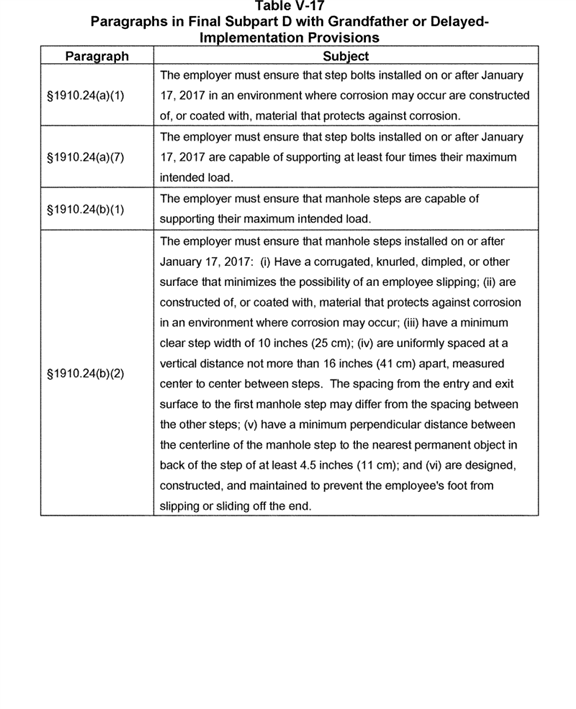 Table V-17
Paragraphs in Final Subpart D with Grandfather or Delayed-
Implementation Provisions
Paragraph
Subject
§1910.24(a)(1)
The employer must ensure that step bolts installed on or after January
17, 2017 in an environment where corrosion may occur are constructed
of, or coated with, material that protects against corrosion.
§1910.24(a)(7)
The employer must ensure that step bolts installed on or after January
17, 2017 are capable of supporting at least four times their maximum
intended load.
§1910.24(b)(1)
The employer must ensure that manhole steps are capable of
supporting their maximum intended load.
§1910.24(b)(2)
The employer must ensure that manhole steps installed on or after
January 17, 2017:  (i) Have a corrugated, knurled, dimpled, or other
surface that minimizes the possibility of an employee slipping; (ii) are
constructed of, or coated with, material that protects against corrosion
in an environment where corrosion may occur; (iii) have a minimum
clear step width of 10 inches (25 cm); (iv) are uniformly spaced at a
vertical distance not more than 16 inches (41 cm) apart, measured
center to center between steps.  The spacing from the entry and exit
surface to the first manhole step may differ from the spacing between
the other steps; (v) have a minimum perpendicular distance between
the centerline of the manhole step to the nearest permanent object in
back of the step of at least 4.5 inches (11 cm); and (vi) are designed,
constructed, and maintained to prevent the employee's foot from
slipping or sliding off the end.